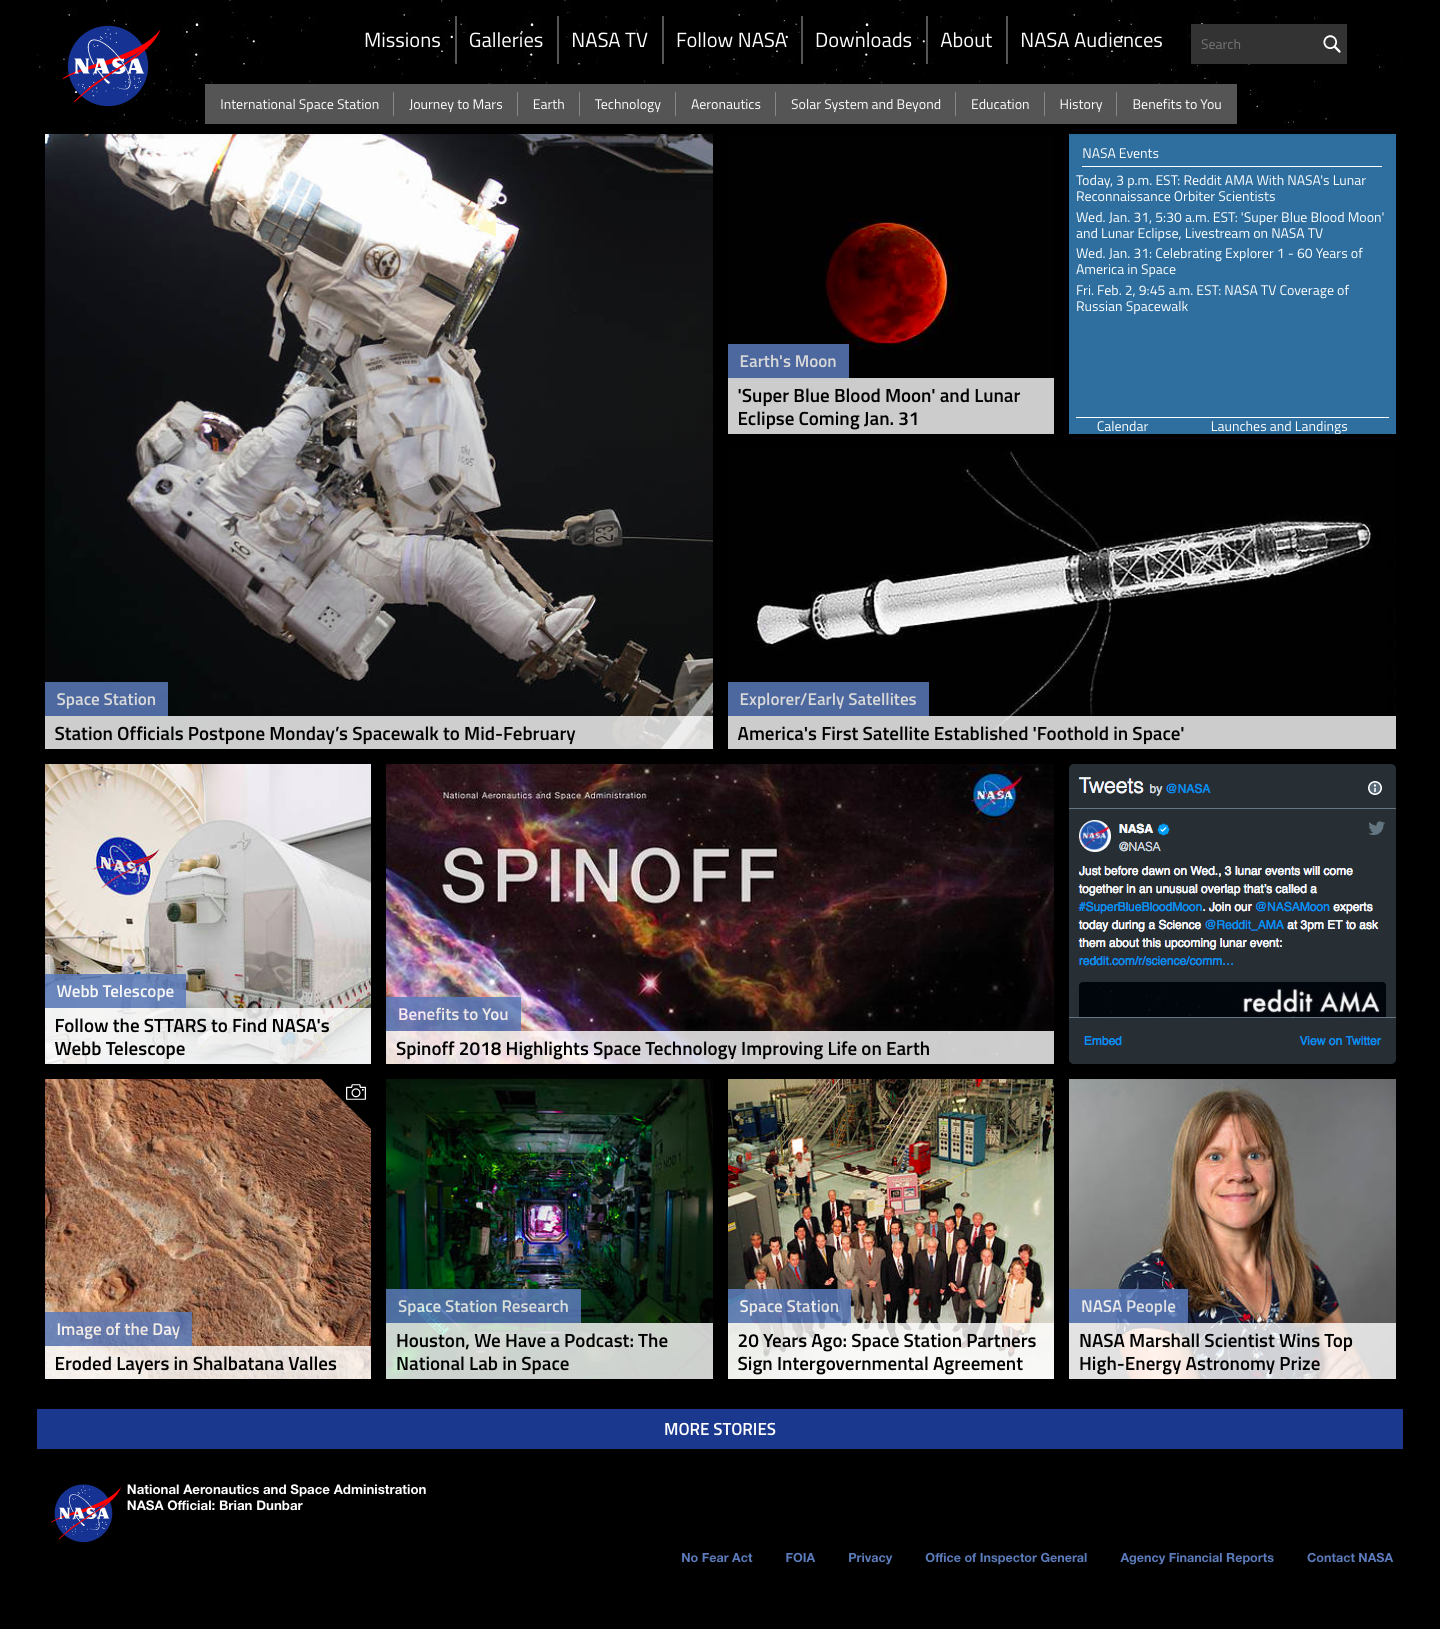 NASA
Missions
Galleries
NASA TV
Follow NASA
Downloads
About
NASA Audiences
Search
International Space Station
Journey to Mars
Earth
Technology
Aeronautics
Solar System and Beyond
Education
History
Benefits to You
16
23
Space Station
Station Officials Postpone Monday’s Spacewalk to Mid-February
Earth's Moon
'Super Blue Blood Moon' and Lunar
Eclipse Coming Jan. 31
NASA Events
Today, 3 p.m. EST: Reddit AMA With NASA's Lunar
Reconnaissance Orbiter Scientists
Wed. Jan. 31, 5:30 a.m. EST: 'Super Blue Blood Moon'
and Lunar Eclipse, Livestream on NASA TV
Wed. Jan. 31: Celebrating Explorer 1 - 60 Years of
America in Space
Fri. Feb. 2, 9:45 a.m. EST: NASA TV Coverage of
Russian Spacewalk
Calendar
Launches and Landings
Explorer/Early Satellites
America's First Satellite Established 'Foothold in Space'
NASA
Webb Telescope
Follow the STTARS to Find NASA's
Webb Telescope
National Aeronautics and Space Administration
NASA
SPINOFF
Benefits to You
Spinoff 2018 Highlights Space Technology Improving Life on Earth
Tweets by @NASA
NASA
NASA
@NASA
Just before dawn on Wed., 3 lunar events will come
together in an unusual overlap that's called a
#SuperBlueBloodMoon. Join our @NASAMoon experts
today during a Science @Reddit_AMA at 3pm ET to ask
them about this upcoming lunar event:
reddit.com/r/science/comm…
reddit AMA
Embed
View on Twitter
Image of the Day
Eroded Layers in Shalbatana Valles
Space Station Research
Houston, We Have a Podcast: The
National Lab in Space
Space Station
20 Years Ago: Space Station Partners
Sign Intergovernmental Agreement
NASA People
NASA Marshall Scientist Wins Top
High-Energy Astronomy Prize
MORE STORIES
NASA
National Aeronautics and Space Administration
NASA Official: Brian Dunbar
No Fear Act
FOIA
Privacy
Office of Inspector General
Agency Financial Reports
Contact NASA